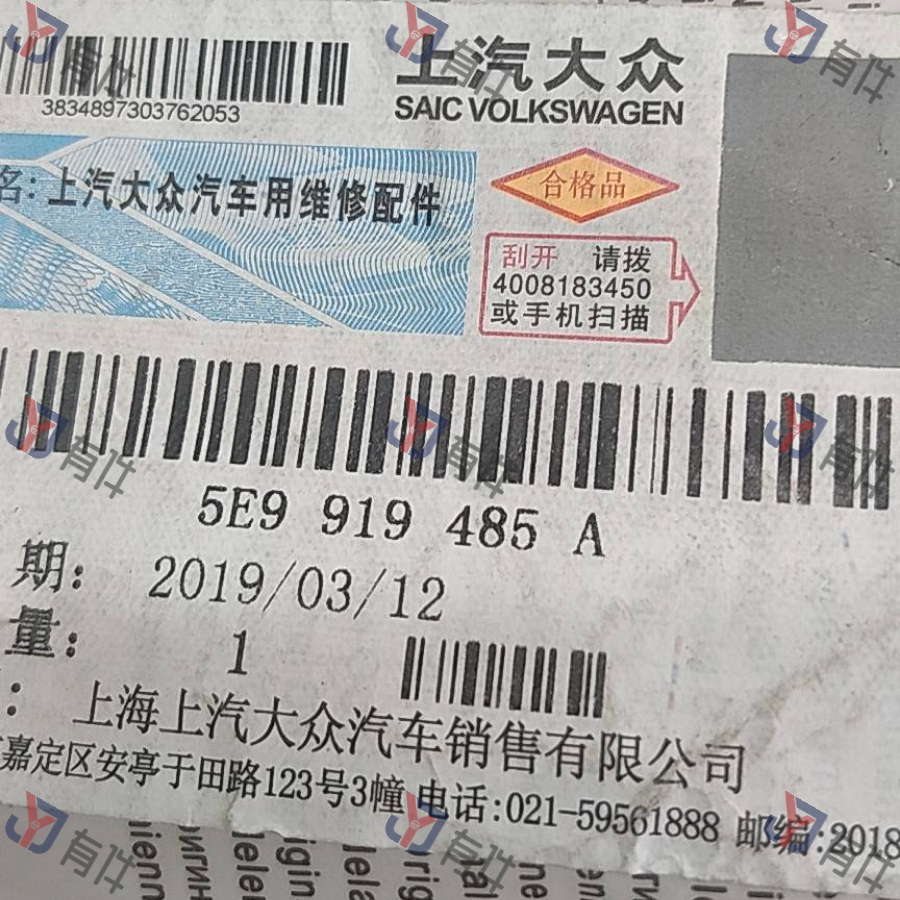 上汽大众
SAIC VOLKSWAGEN
3834897303762053
名:上汽大众汽车用维修配件
合格品
刮开 请拨
4008183450
或手机扫描
5E9 919 485 A
期: 2019/03/12
量: 1
: 上海上汽大众汽车销售有限公司
嘉定区安亭于田路123号3幢 电话:021-59561888 邮编:2018
有件